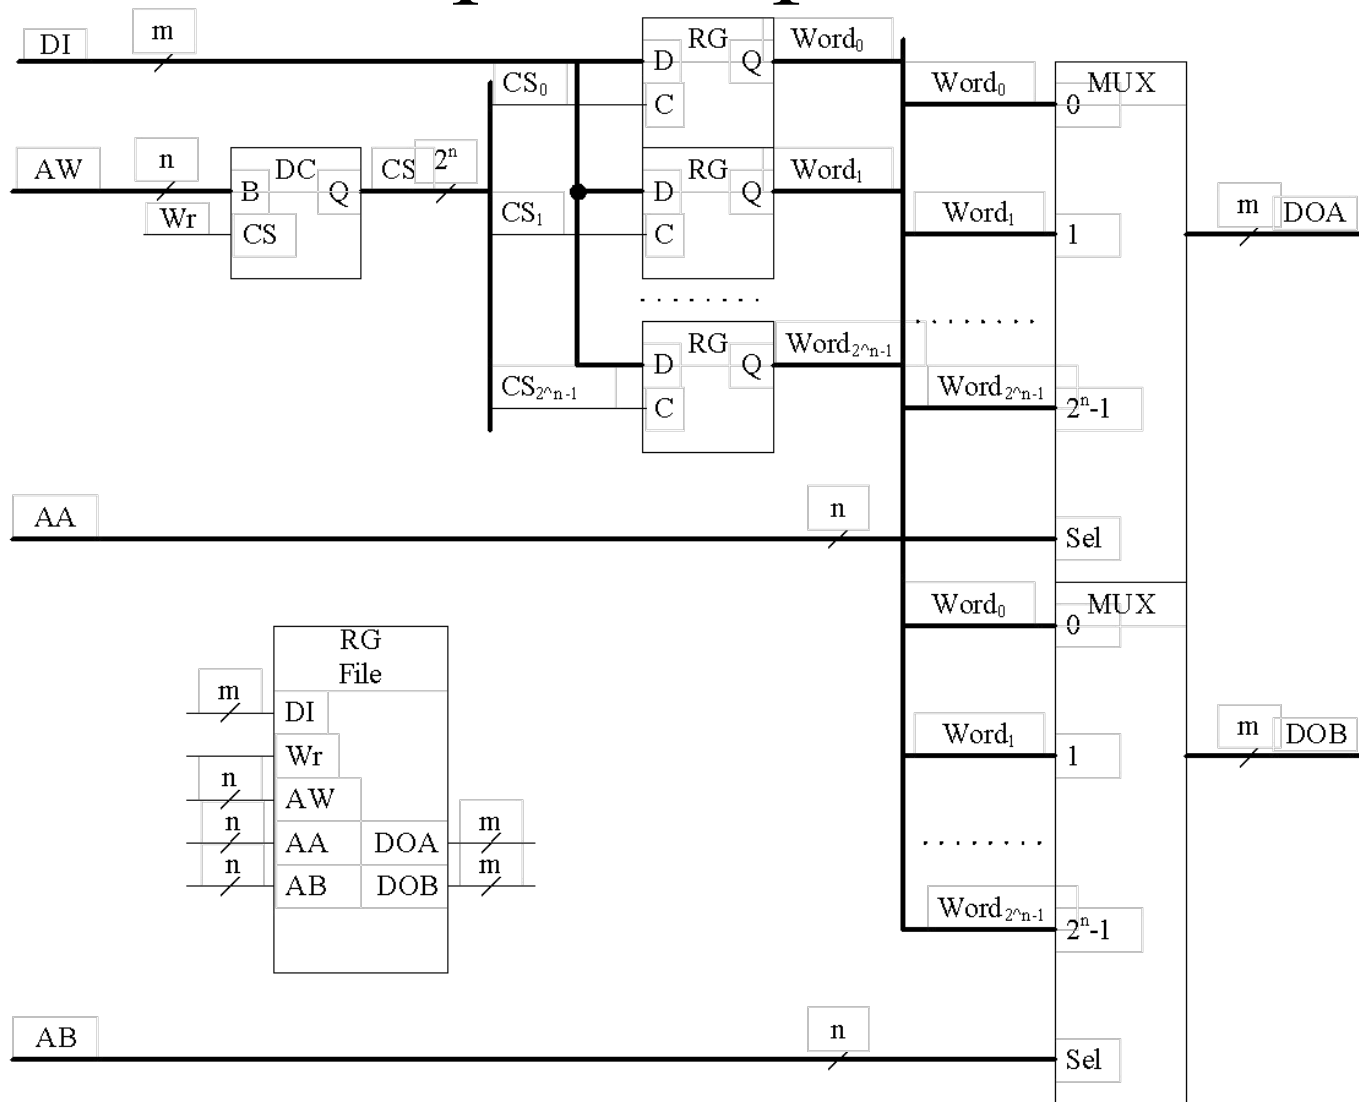 DI
m
RG
D
Q
C
Word₀
CS₀
AW
n
DC
B
Q
CS
Wr
CS
2ⁿ
RG
D
Q
C
Word₁
CS₁
. . . . . . . .
RG
D
Q
C
Word2^n-1
CS2^n-1
MUX
Word₀
0
Word₁
1
. . . . . . . .
Word2^n-1
2ⁿ-1
AA
n
Sel
m
DOA
MUX
Word₀
0
Word₁
1
. . . . . . . .
Word2^n-1
2ⁿ-1
AB
n
Sel
m
DOB
RG
File
m
DI
Wr
n
AW
n
AA
DOA
m
n
AB
DOB
m